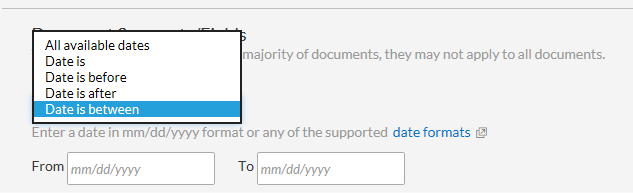 All available dates
Date is
Date is before
Date is after
Date is between
majority of documents, they may not apply to all documents.
Enter a date in mm/dd/yyyy format or any of the supported date formats
From mm/dd/yyyy To mm/dd/yyyy